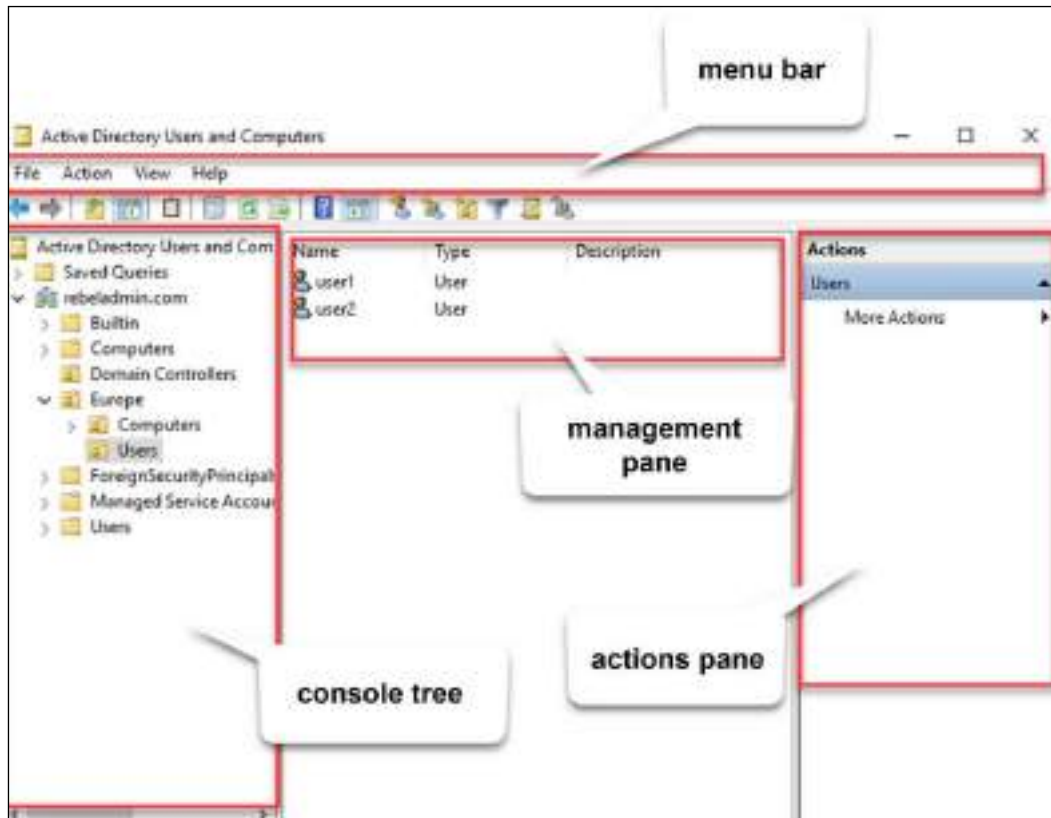 menu bar
Active Directory Users and Computers
File Action View Help
Active Directory Users and Com
Saved Queries
rebeladmin.com
Builtin
Computers
Domain Controllers
Europe
Computers
Users
ForeignSecurityPrincipals
Managed Service Accou
Users
Name Type Description
user1 User
user2 User
Actions
Users
More Actions
management
pane
actions pane
console tree